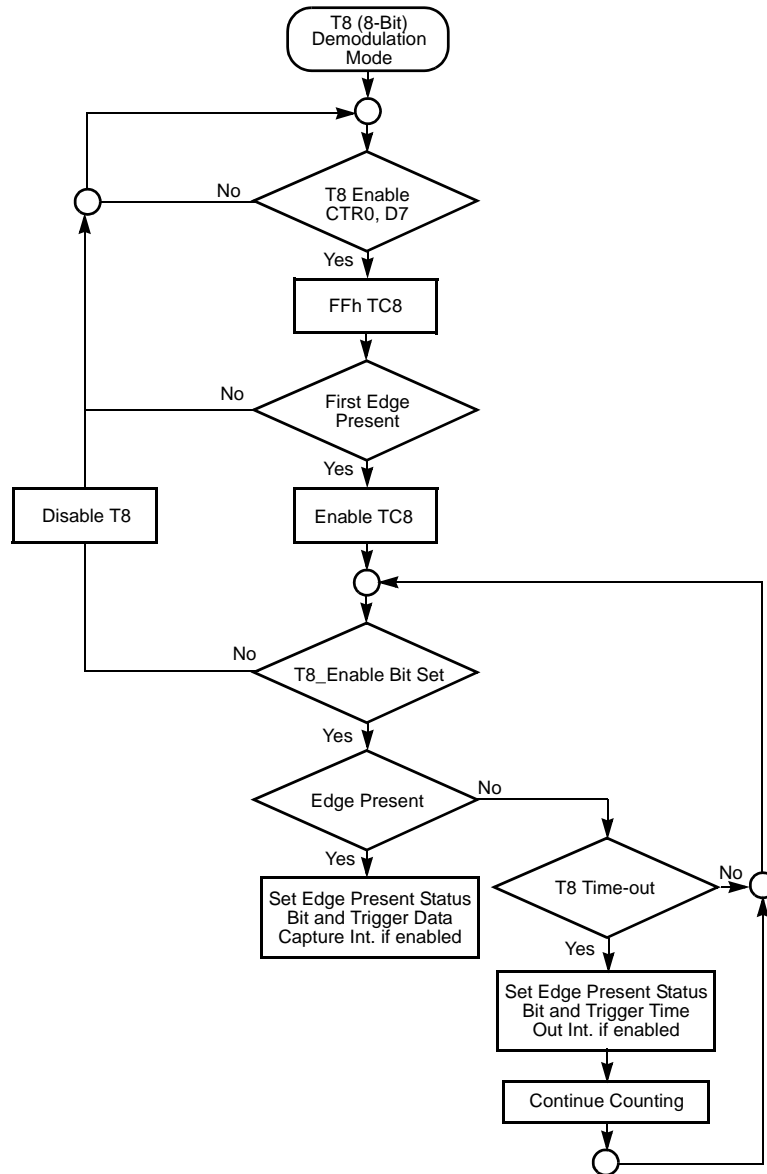 T8 (8-Bit)
Demodulation
Mode
No
T8 Enable
CTR0, D7
Yes
FFh TC8
No
First Edge
Present
Yes
Disable T8
Enable TC8
No
T8_Enable Bit Set
Yes
Edge Present
No
Yes
T8 Time-out
No
Set Edge Present Status
Bit and Trigger Data
Capture Int. if enabled
Yes
Set Edge Present Status
Bit and Trigger Time
Out Int. if enabled
Continue Counting